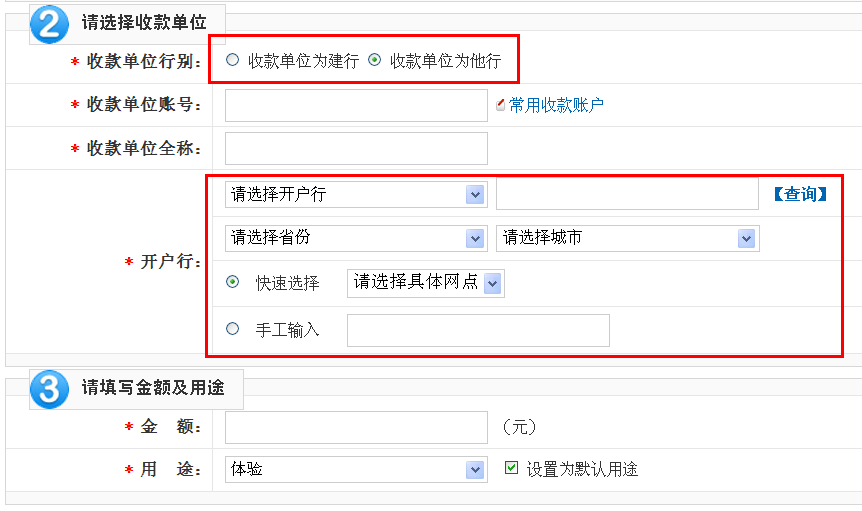 2 请选择收款单位
* 收款单位行别： 收款单位为建行 收款单位为他行
* 收款单位账号： 常用收款账户
* 收款单位全称：
请选择开户行 【查询】
请选择省份 请选择城市
* 开户行：
快速选择 请选择具体网点
手工输入
3 请填写金额及用途
* 金 额： （元）
* 用 途： 体验 设置为默认用途